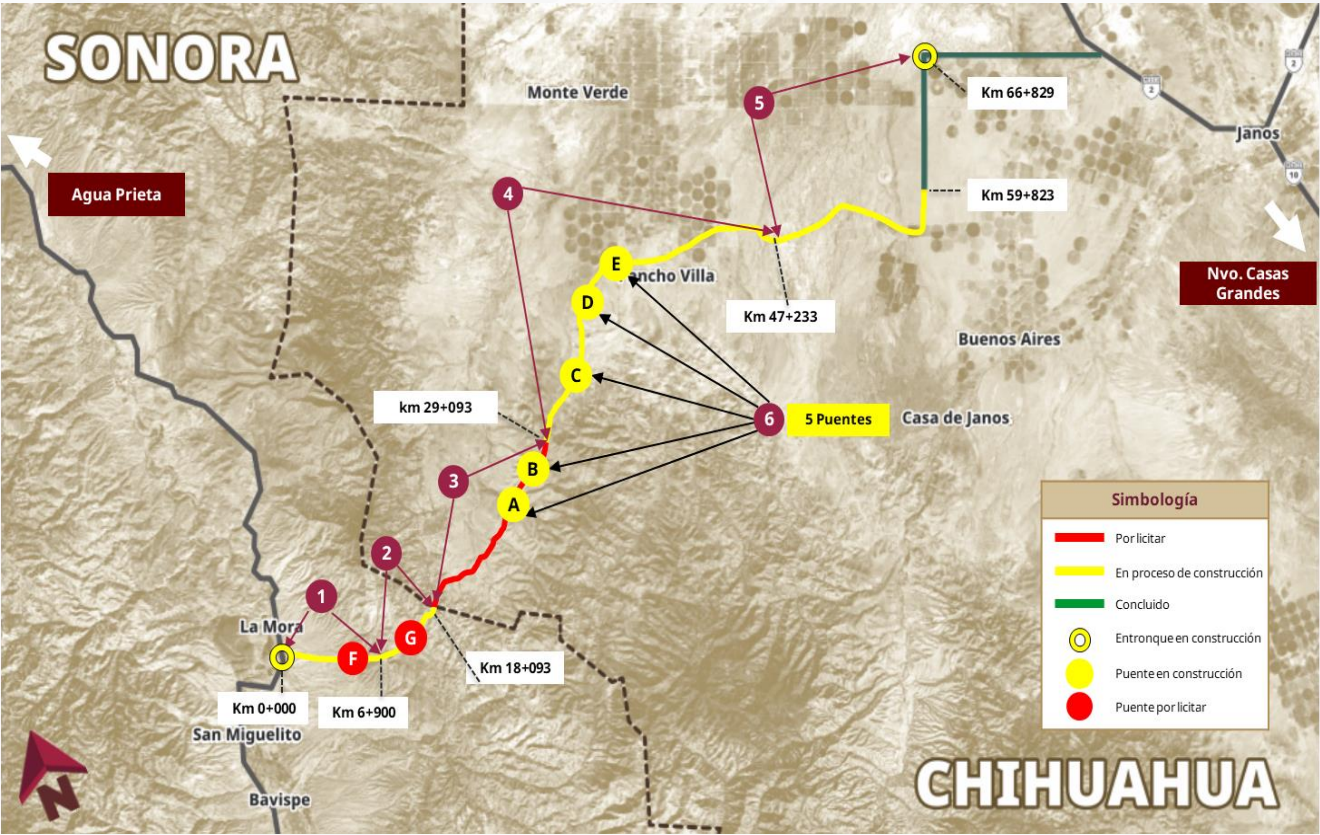 SONORA
Monte Verde
5
Km 66+829
2
2
Janos
10
Agua Prieta
4
Km 59+823
Nvo. Casas
Grandes
E
ncho Villa
D
Km 47+233
Buenos Aires
C
km 29+093
6
5 Puentes
Casa de Janos
B
3
A
Simbología
Por licitar
En proceso de construcción
Concluido
Entronque en construcción
Puente en construcción
Puente por licitar
2
1
La Mora
F
G
Km 18+093
Km 0+000
Km 6+900
San Miguelito
N
Bavispe
CHIHUAHUA